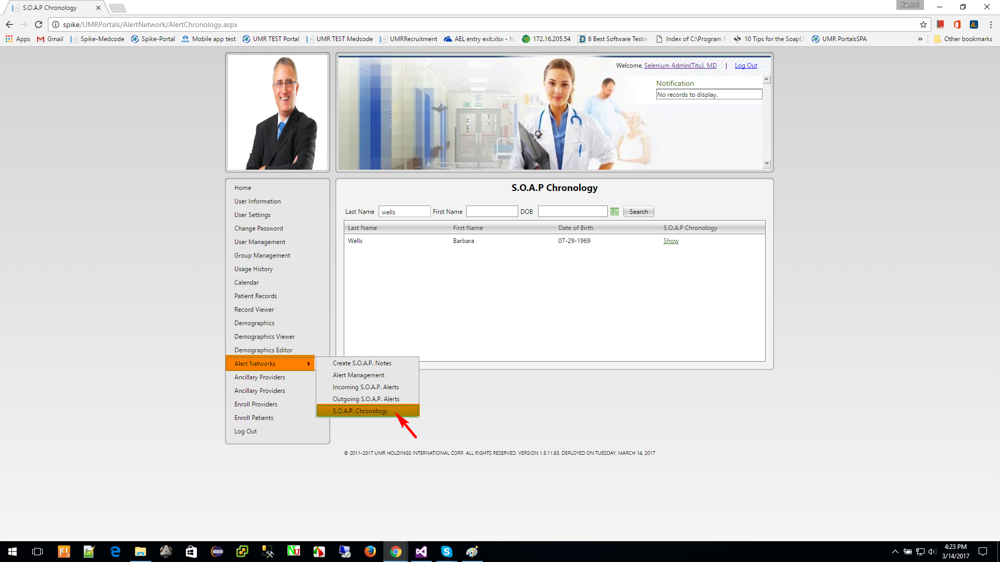 S.O.A.P Chronology
Kamrul
spike/UMRPortals/AlertNetwork/AlertChronology.aspx
Apps Gmail Spike-Medcode Spike-Portal Mobile app test UMR TEST Portal UMR TEST Medcode UMRRecruitment AEL entry exit.xlsx - M 172.16.205.54 8 Best Software Testin Index of C:\Program F 10 Tips for the SoapU UMR PortalsSPA » Other bookmarks
Welcome, Selenium Admin(Titu), MD | Log Out
Notification
No records to display.
Home
User Information
User Settings
Change Password
User Management
Group Management
Usage History
Calendar
Patient Records
Record Viewer
Demographics
Demographics Viewer
Demographics Editor
Alert Networks
Ancillary Providers
Ancillary Providers
Enroll Providers
Enroll Patients
Log Out
Create S.O.A.P. Notes
Alert Management
Incoming S.O.A.P. Alerts
Outgoing S.O.A.P. Alerts
S.O.A.P. Chronology
S.O.A.P Chronology
Last Name wells First Name DOB Search
Last Name First Name Date of Birth S.O.A.P Chronology
Wells Barbara 07-29-1969 Show
© 2011-2017 UMR HOLDINGS INTERNATIONAL CORP. ALL RIGHTS RESERVED. VERSION 1.5.11.83. DEPLOYED ON TUESDAY, MARCH 14, 2017
4:23 PM
3/14/2017